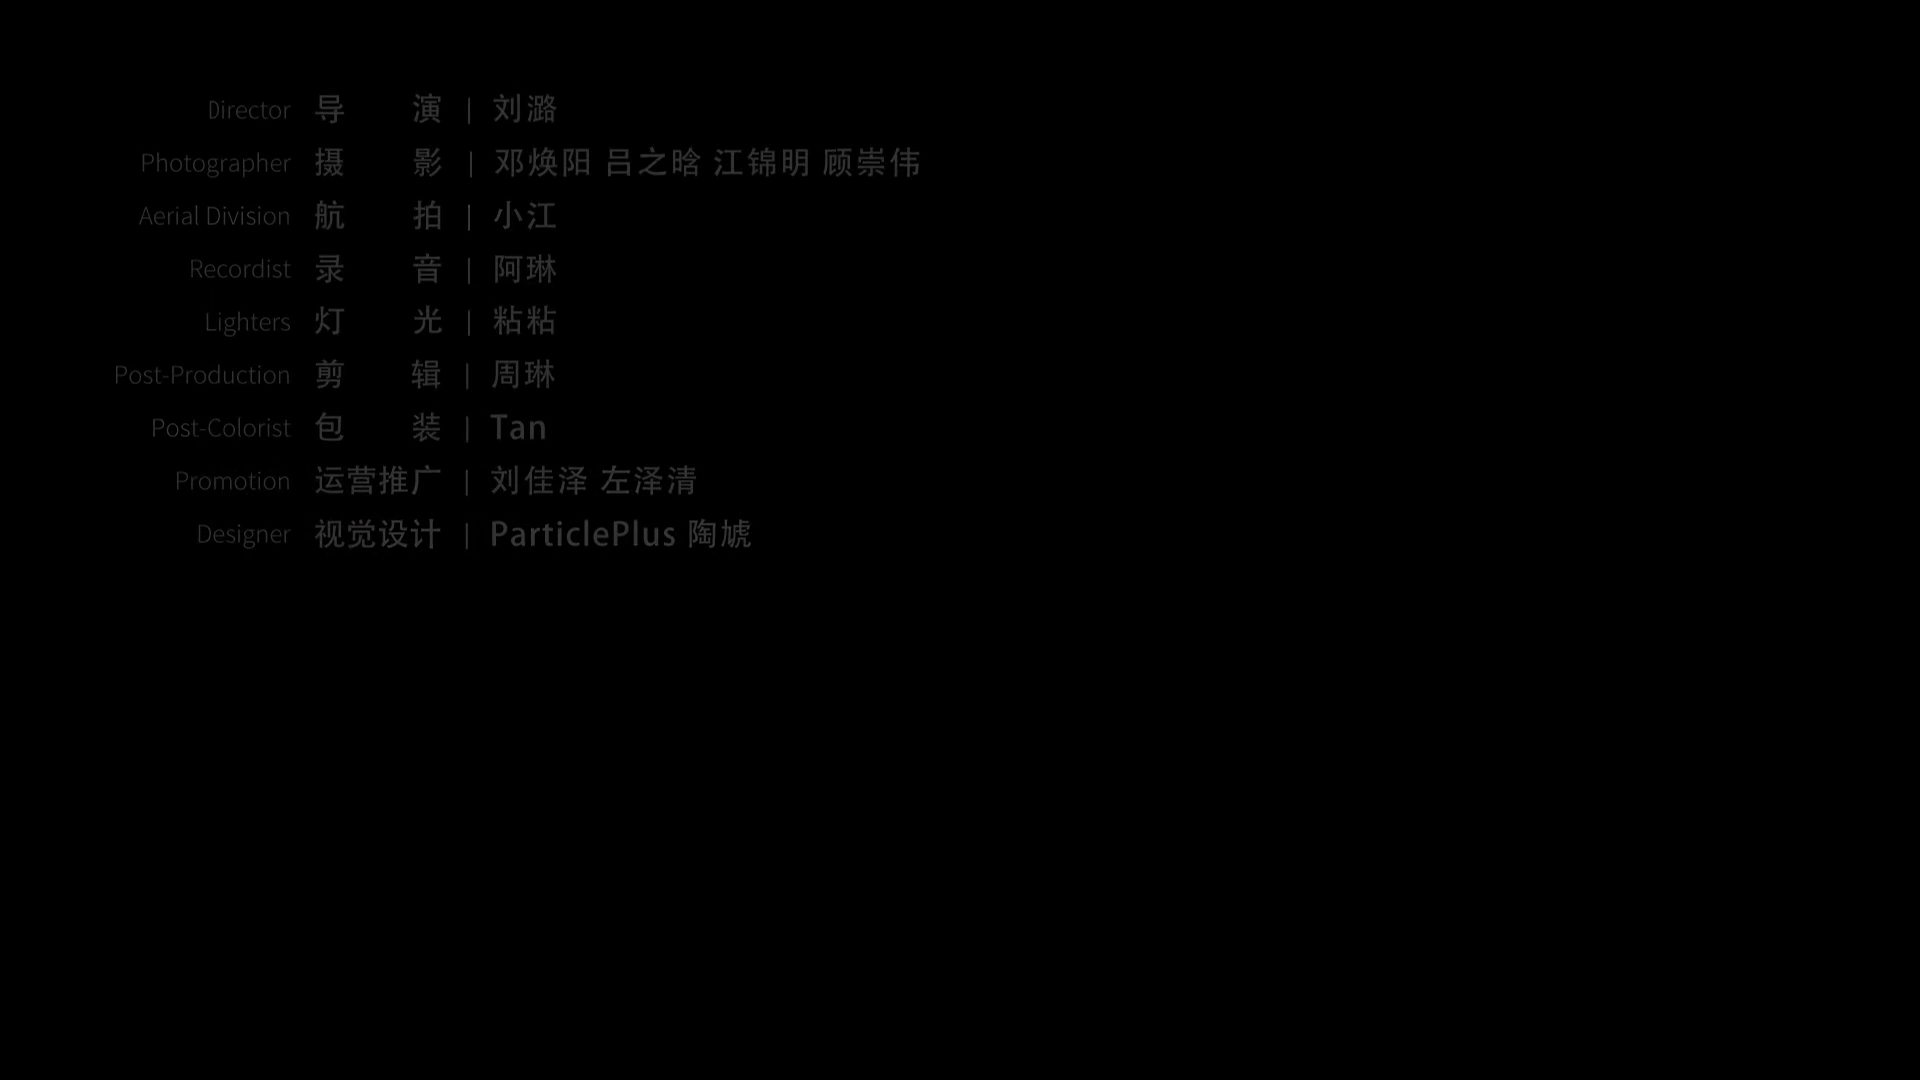 Director 导 演 | 刘潞
Photographer 摄 影 | 邓焕阳 吕之晗 江锦明 顾崇伟
Aerial Division 航 拍 | 小江
Recordist 录 音 | 阿琳
Lighters 灯 光 | 粘粘
Post-Production 剪 辑 | 周琳
Post-Colorist 包 装 | Tan
Promotion 运营推广 | 刘佳泽 左泽清
Designer 视觉设计 | ParticlePlus 陶虓